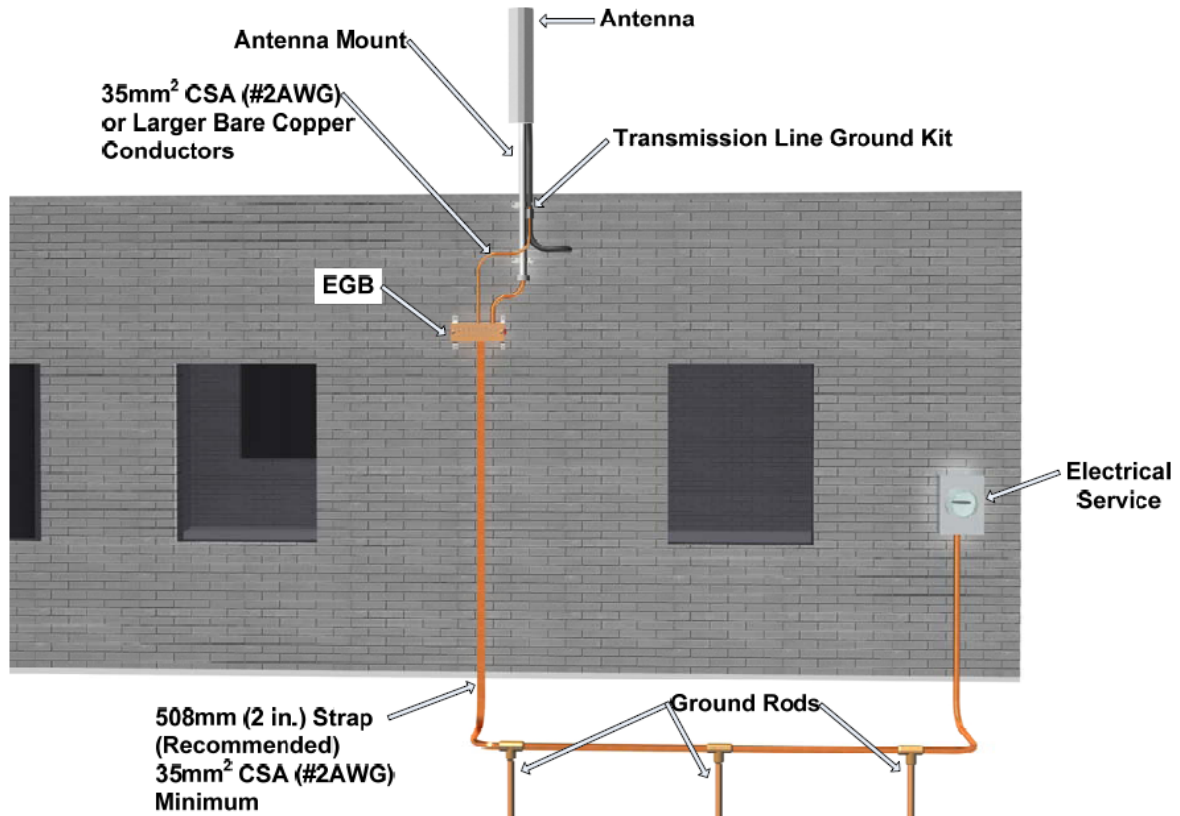 Antenna
Antenna Mount
35mm² CSA (#2AWG)
or Larger Bare Copper
Conductors
Transmission Line Ground Kit
EGB
Electrical
Service
508mm (2 in.) Strap
(Recommended)
35mm² CSA (#2AWG)
Minimum
Ground Rods